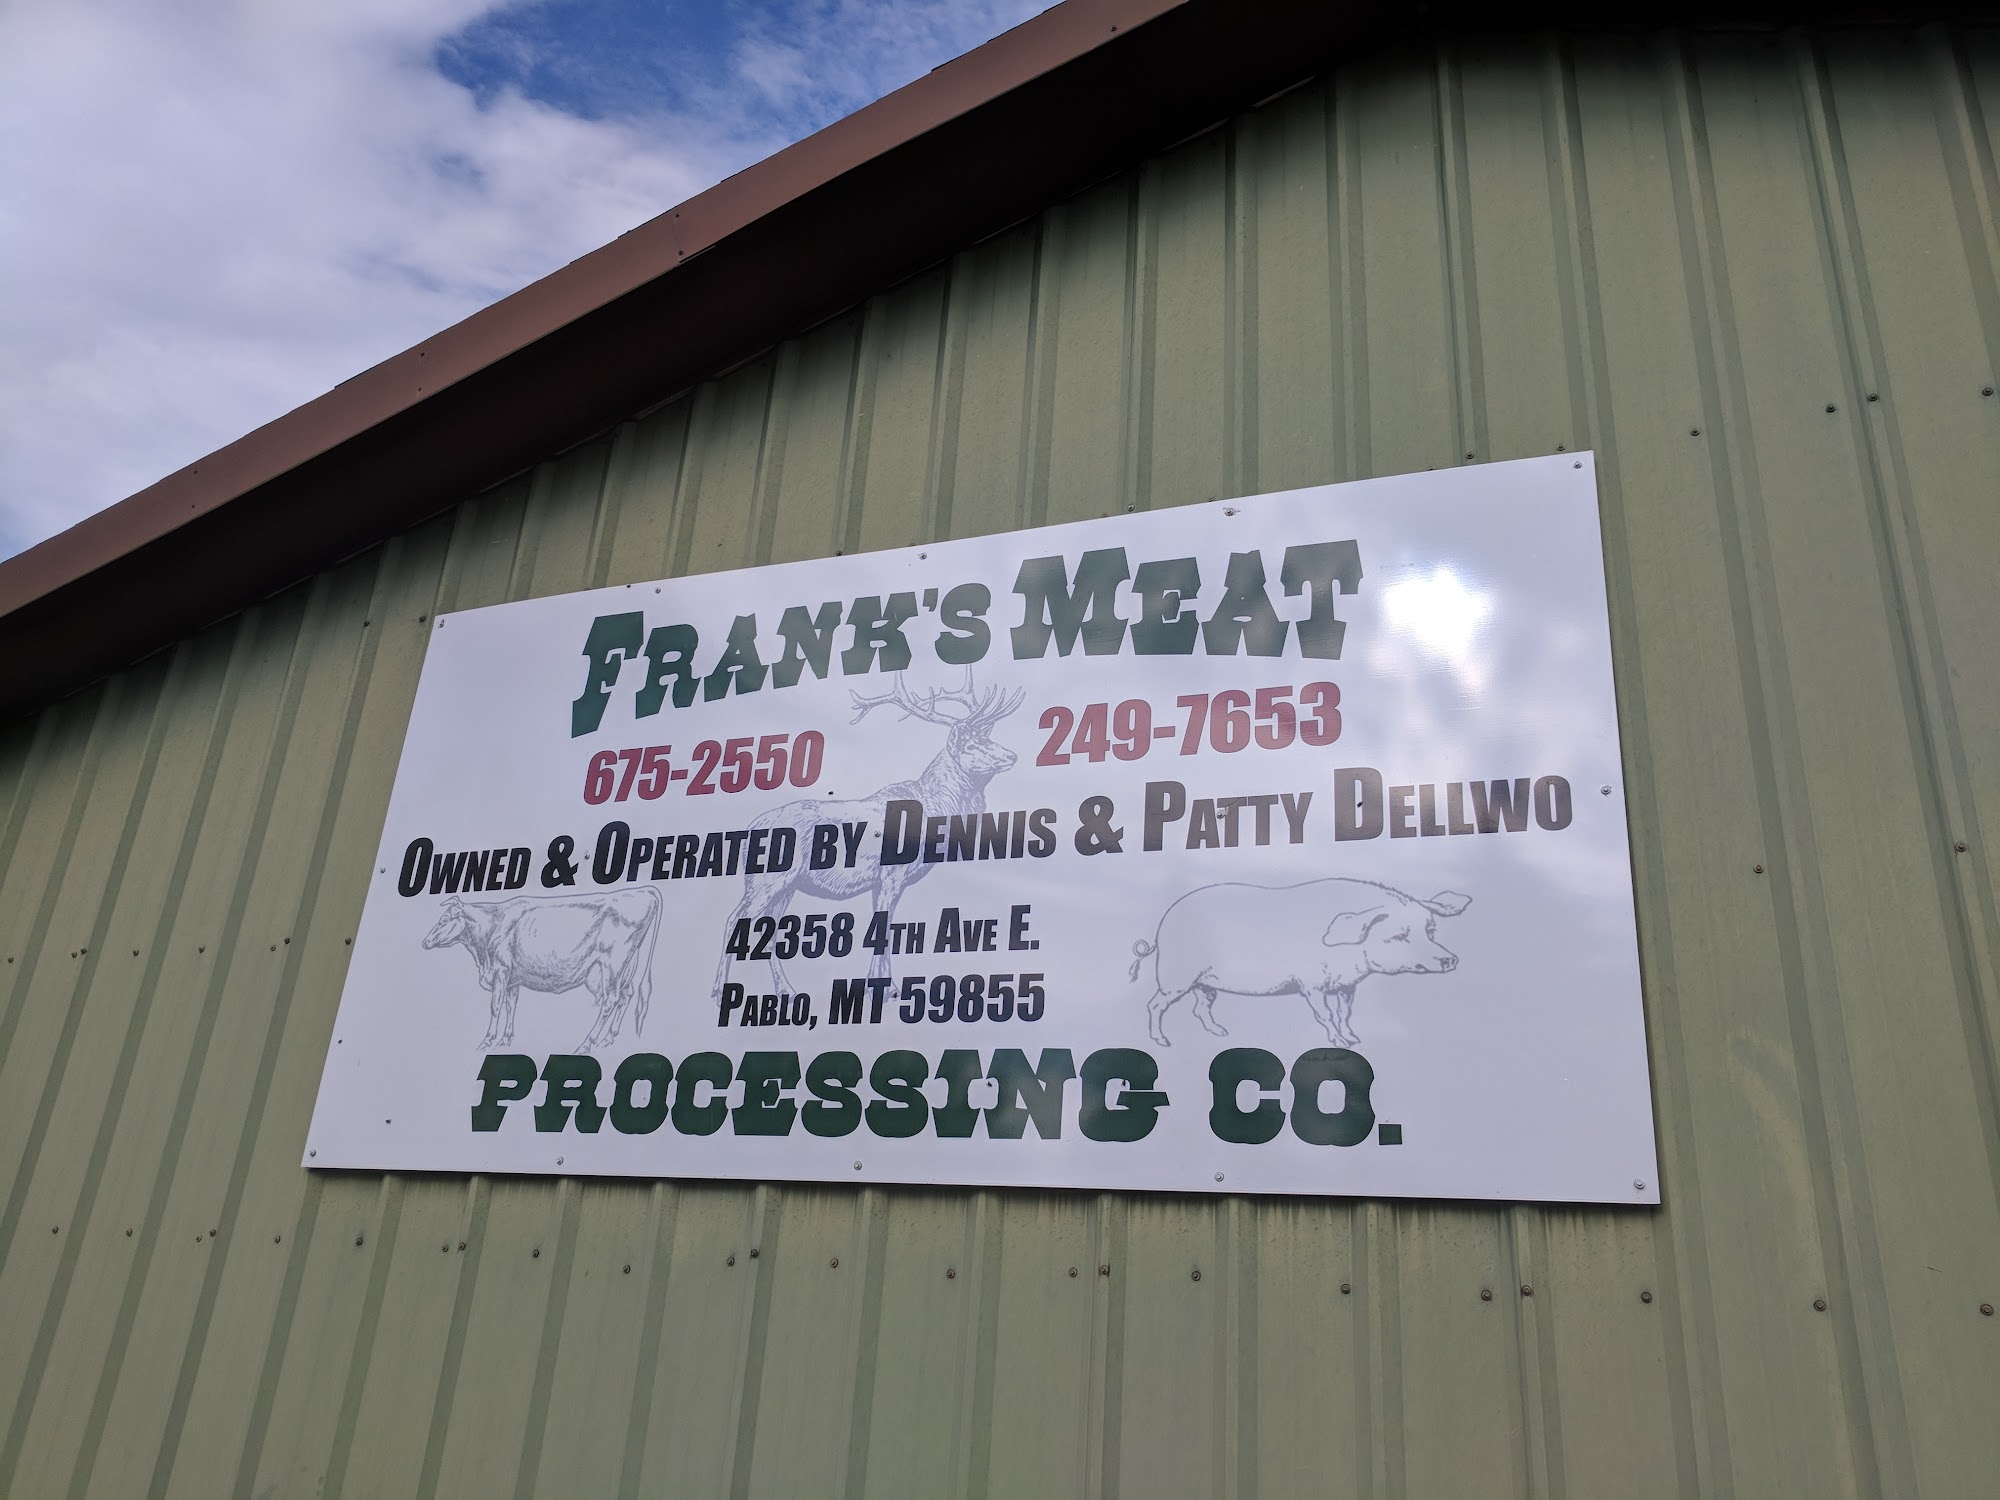 FRANK'S MEAT
675-2550 249-7653
OWNED & OPERATED BY DENNIS & PATTY DELLWO
42358 4TH AVE E.
PABLO, MT 59855
PROCESSING CO.